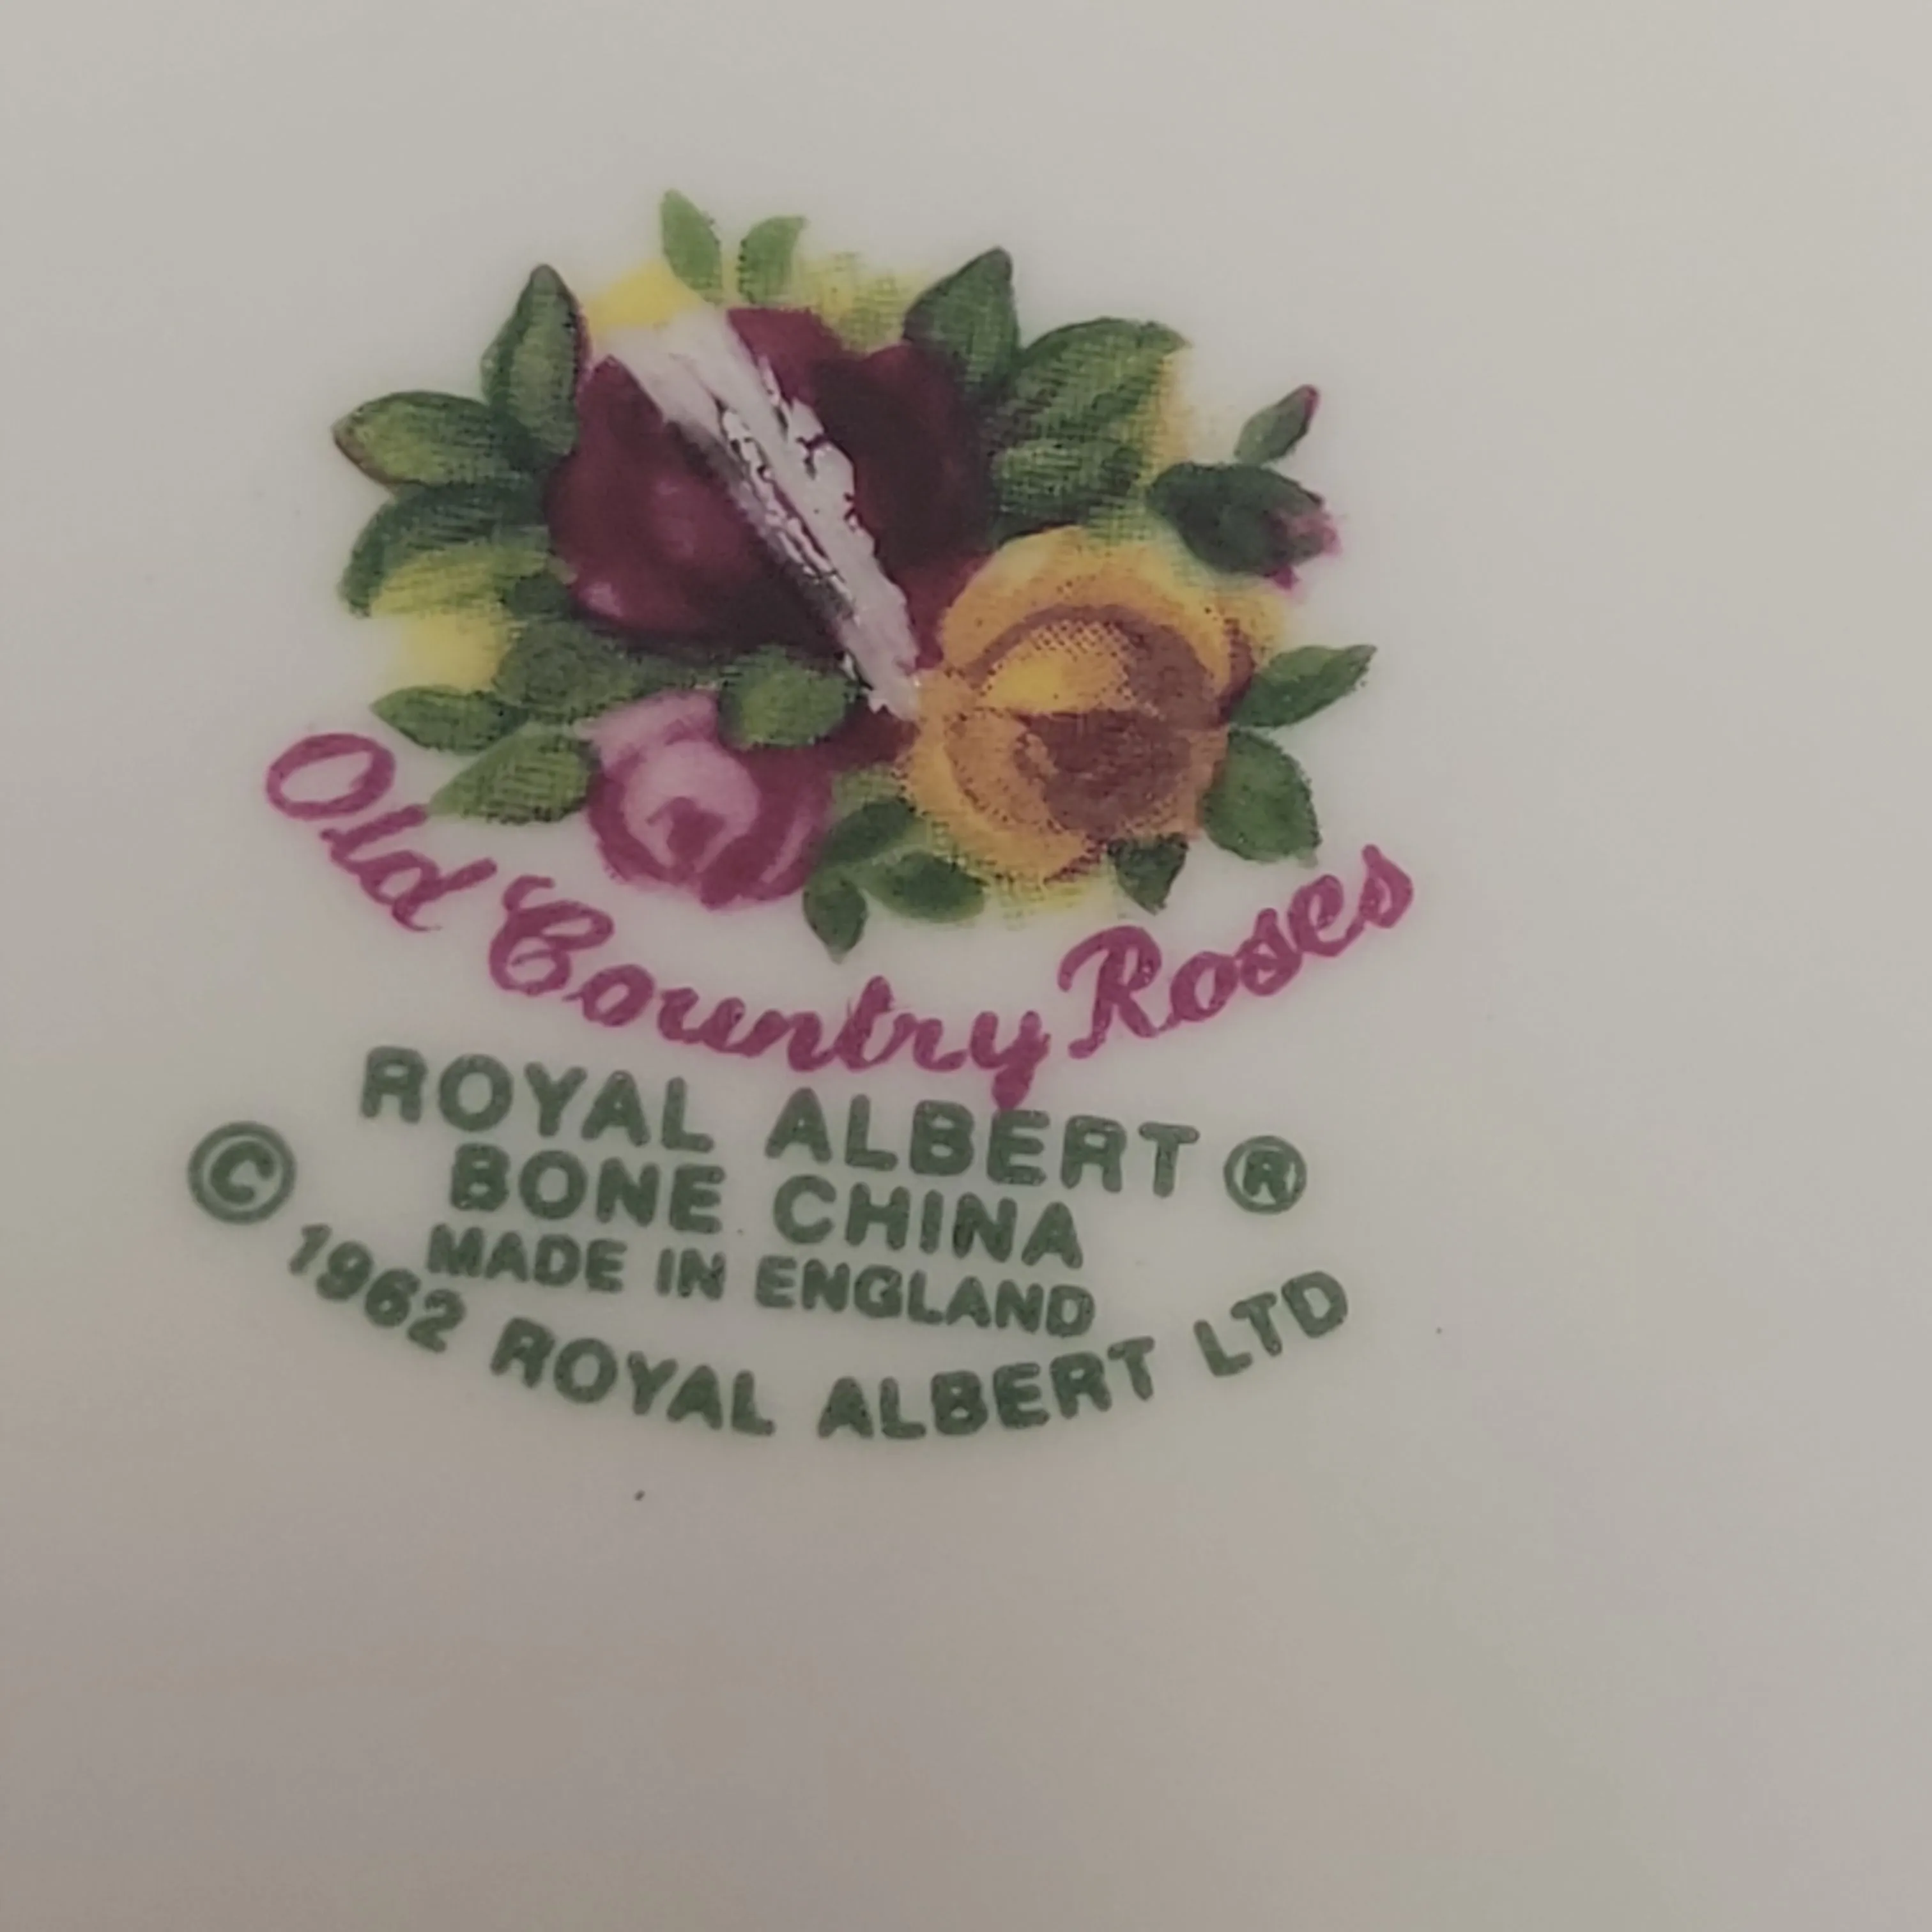 Old Country Roses
ROYAL ALBERT ®
BONE CHINA
MADE IN ENGLAND
© 1962 ROYAL ALBERT LTD